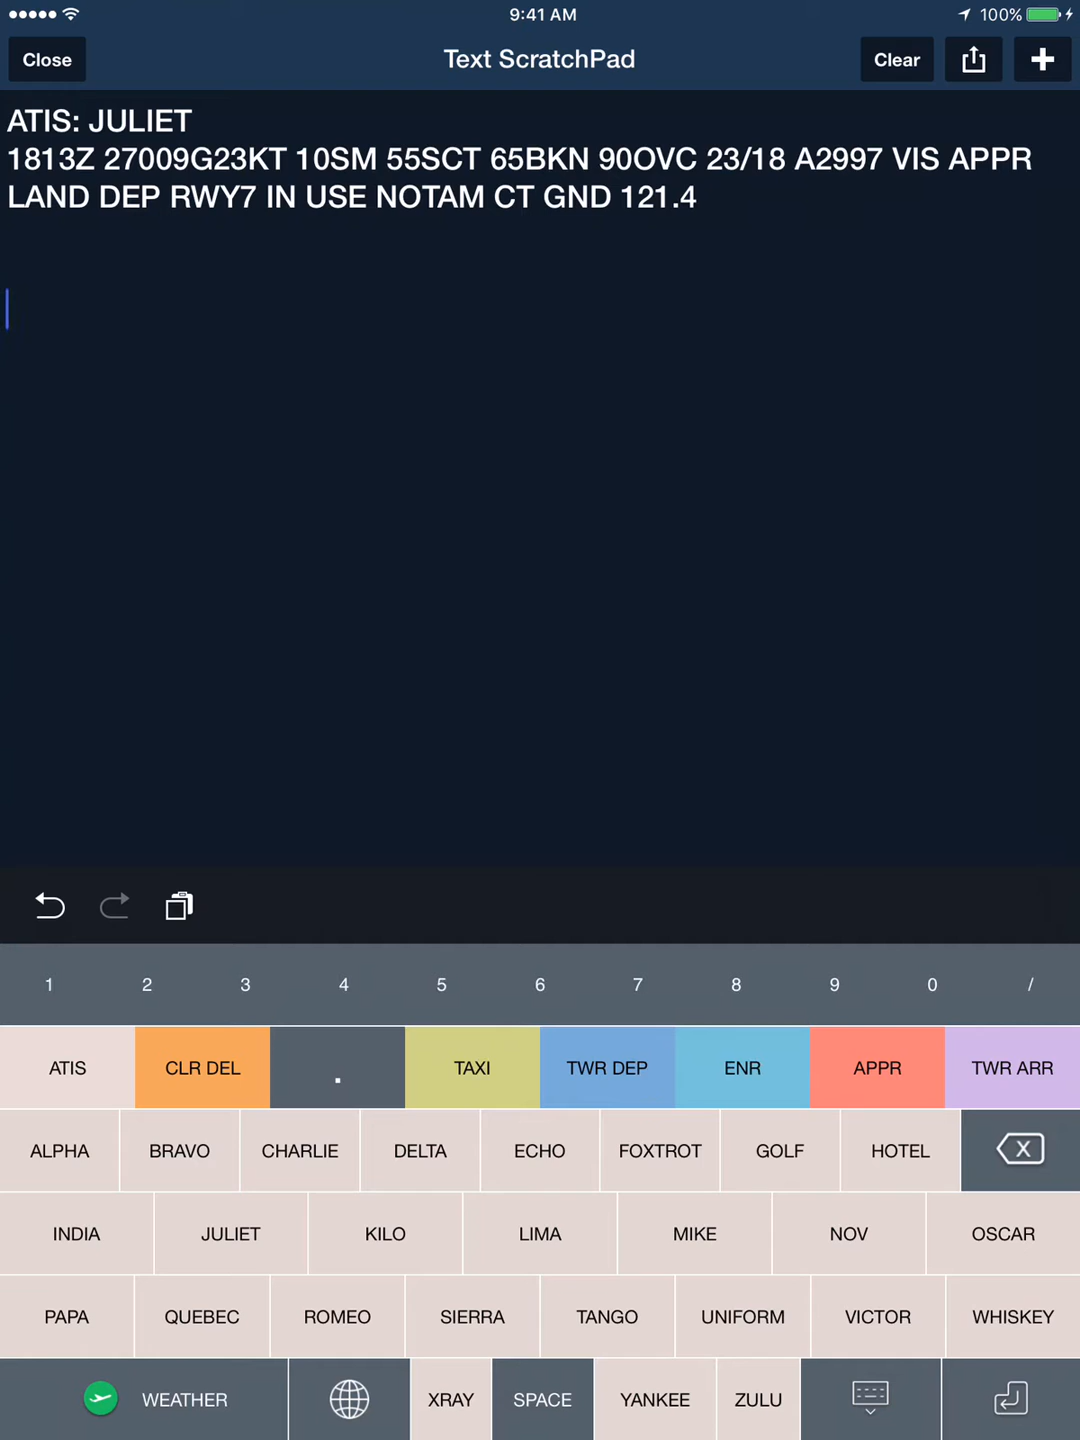 9:41 AM
100%
Close
Text ScratchPad
Clear
ATIS: JULIET
1813Z 27009G23KT 10SM 55SCT 65BKN 90OVC 23/18 A2997 VIS APPR
LAND DEP RWY7 IN USE NOTAM CT GND 121.4
1 2 3 4 5 6 7 8 9 0 /
ATIS CLR DEL . TAXI TWR DEP ENR APPR TWR ARR
ALPHA BRAVO CHARLIE DELTA ECHO FOXTROT GOLF HOTEL X
INDIA JULIET KILO LIMA MIKE NOV OSCAR
PAPA QUEBEC ROMEO SIERRA TANGO UNIFORM VICTOR WHISKEY
WEATHER XRAY SPACE YANKEE ZULU